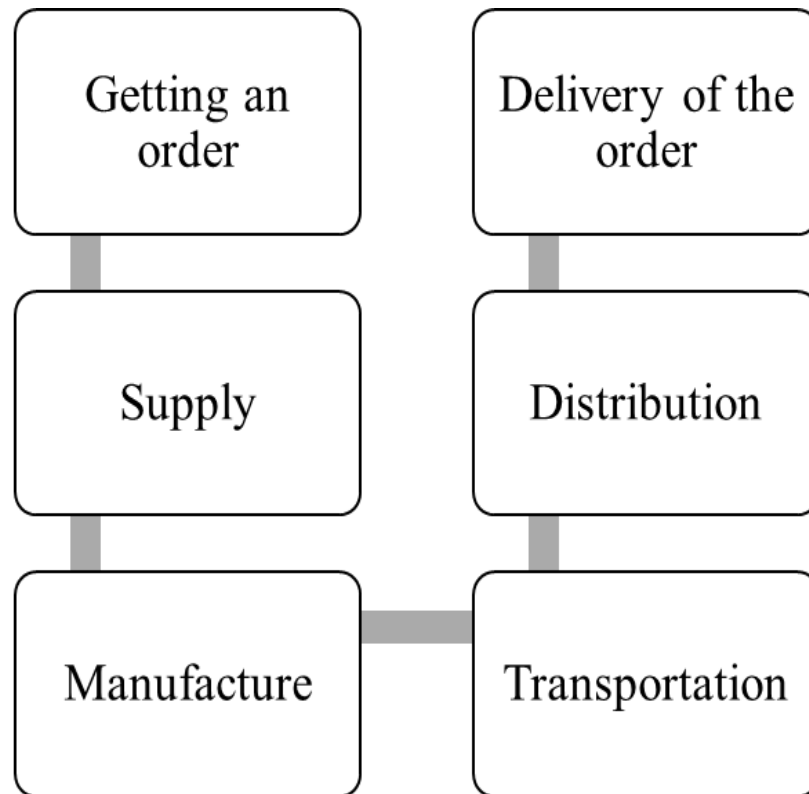 Getting an
order
Supply
Manufacture
Transportation
Distribution
Delivery of the
order